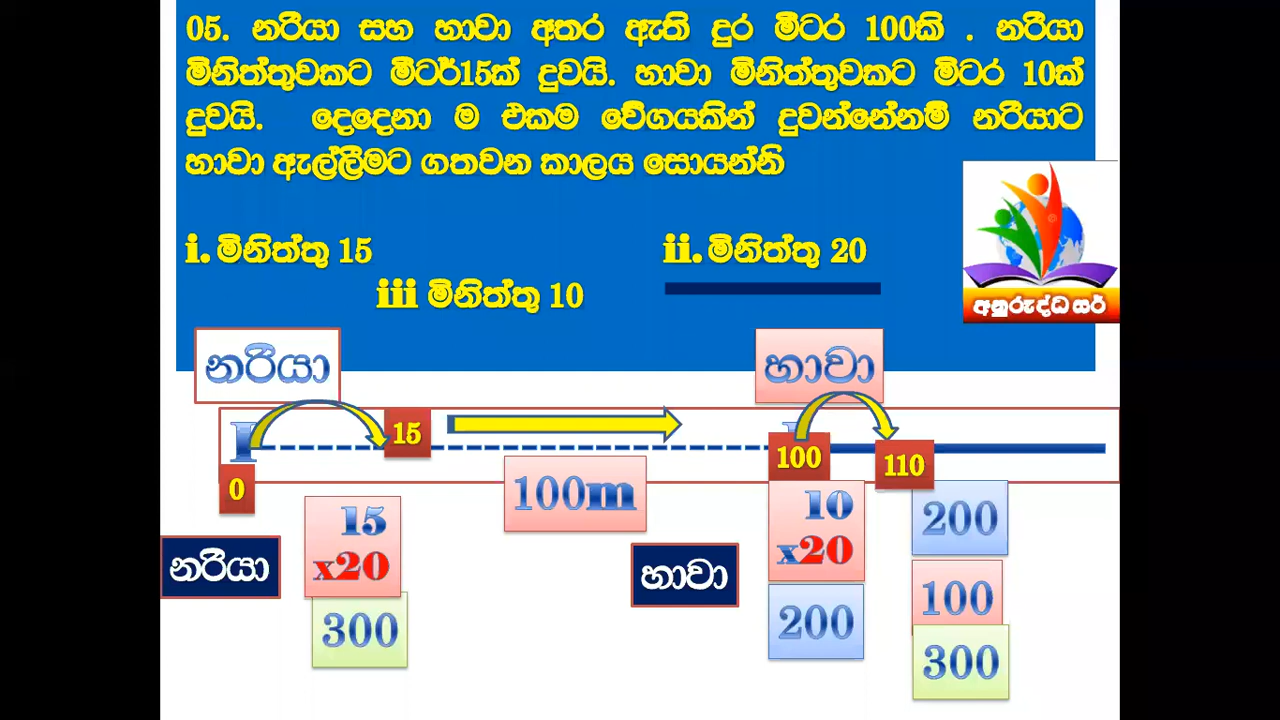 05. නරියා සහ හාවා අතර ඇති දුර මීටර 100කි . නරියා
මිනිත්තුවකට මීටර්15ක් දුවයි. හාවා මිනිත්තුවකට මිටර 10ක්
දුවයි. දෙදෙනා ම එකම වේගයකින් දුවන්නේනම් නරියාට
හාවා ඇල්ලීමට ගතවන කාලය සොයන්න
i. මිනිත්තු 15
ii. මිනිත්තු 20
iii මිනිත්තු 10
අනුරුද්ධ සර්
නරියා
හාවා
15
100
110
0
100m
නරියා
15
x20
300
හාවා
10
x20
200
200
100
300